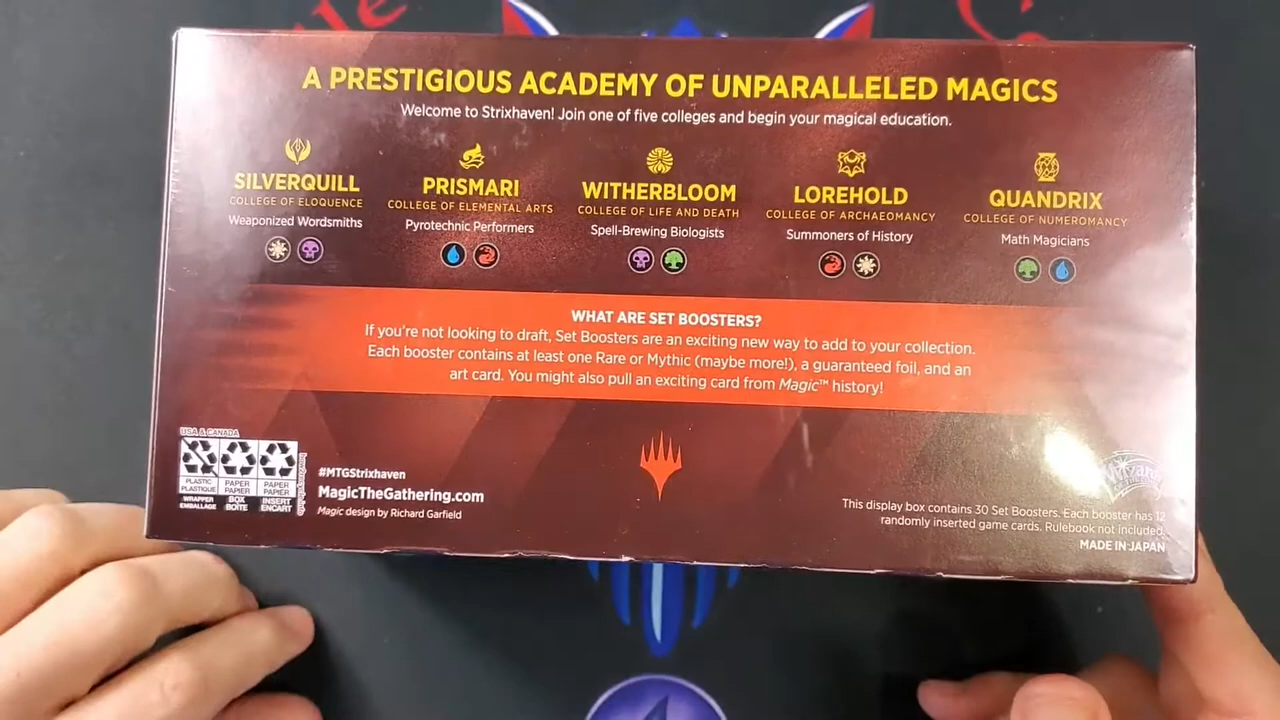 A PRESTIGIOUS ACADEMY OF UNPARALLELED MAGICS
Welcome to Strixhaven! Join one of five colleges and begin your magical education.
SILVERQUILL
COLLEGE OF ELOQUENCE
Weaponized Wordsmiths
PRISMARI
COLLEGE OF ELEMENTAL ARTS
Pyrotechnic Performers
WITHERBLOOM
COLLEGE OF LIFE AND DEATH
Spell-Brewing Biologists
LOREHOLD
COLLEGE OF ARCHAEOMANCY
Summoners of History
QUANDRIX
COLLEGE OF NUMEROMANCY
Math Magicians
WHAT ARE SET BOOSTERS?
If you're not looking to draft, Set Boosters are an exciting new way to add to your collection.
Each booster contains at least one Rare or Mythic (maybe more!), a guaranteed foil, and an
art card. You might also pull an exciting card from Magic™ history!
USA & CANADA
PLASTIC
PLASTIQUE
WRAPPER
EMBALLAGE
PAPER
PAPIER
BOX
BOÎTE
PAPER
PAPIER
INSERT
ENCART
#MTGStrixhaven
MagicTheGathering.com
Magic design by Richard Garfield
This display box contains 30 Set Boosters. Each booster has 12
randomly inserted game cards. Rulebook not included.
MADE IN JAPAN